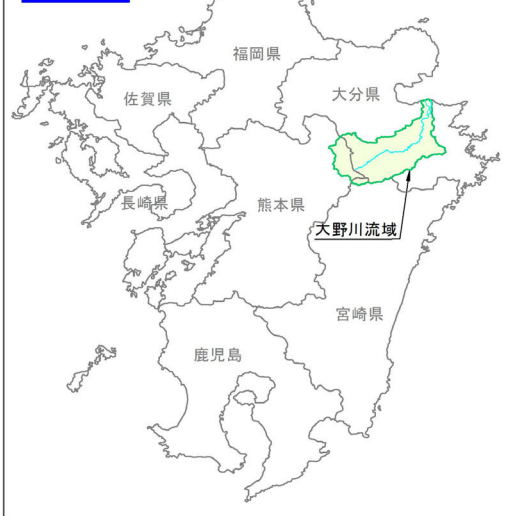 福岡県
佐賀県
大分県
長崎県
熊本県
大野川流域
宮崎県
鹿児島